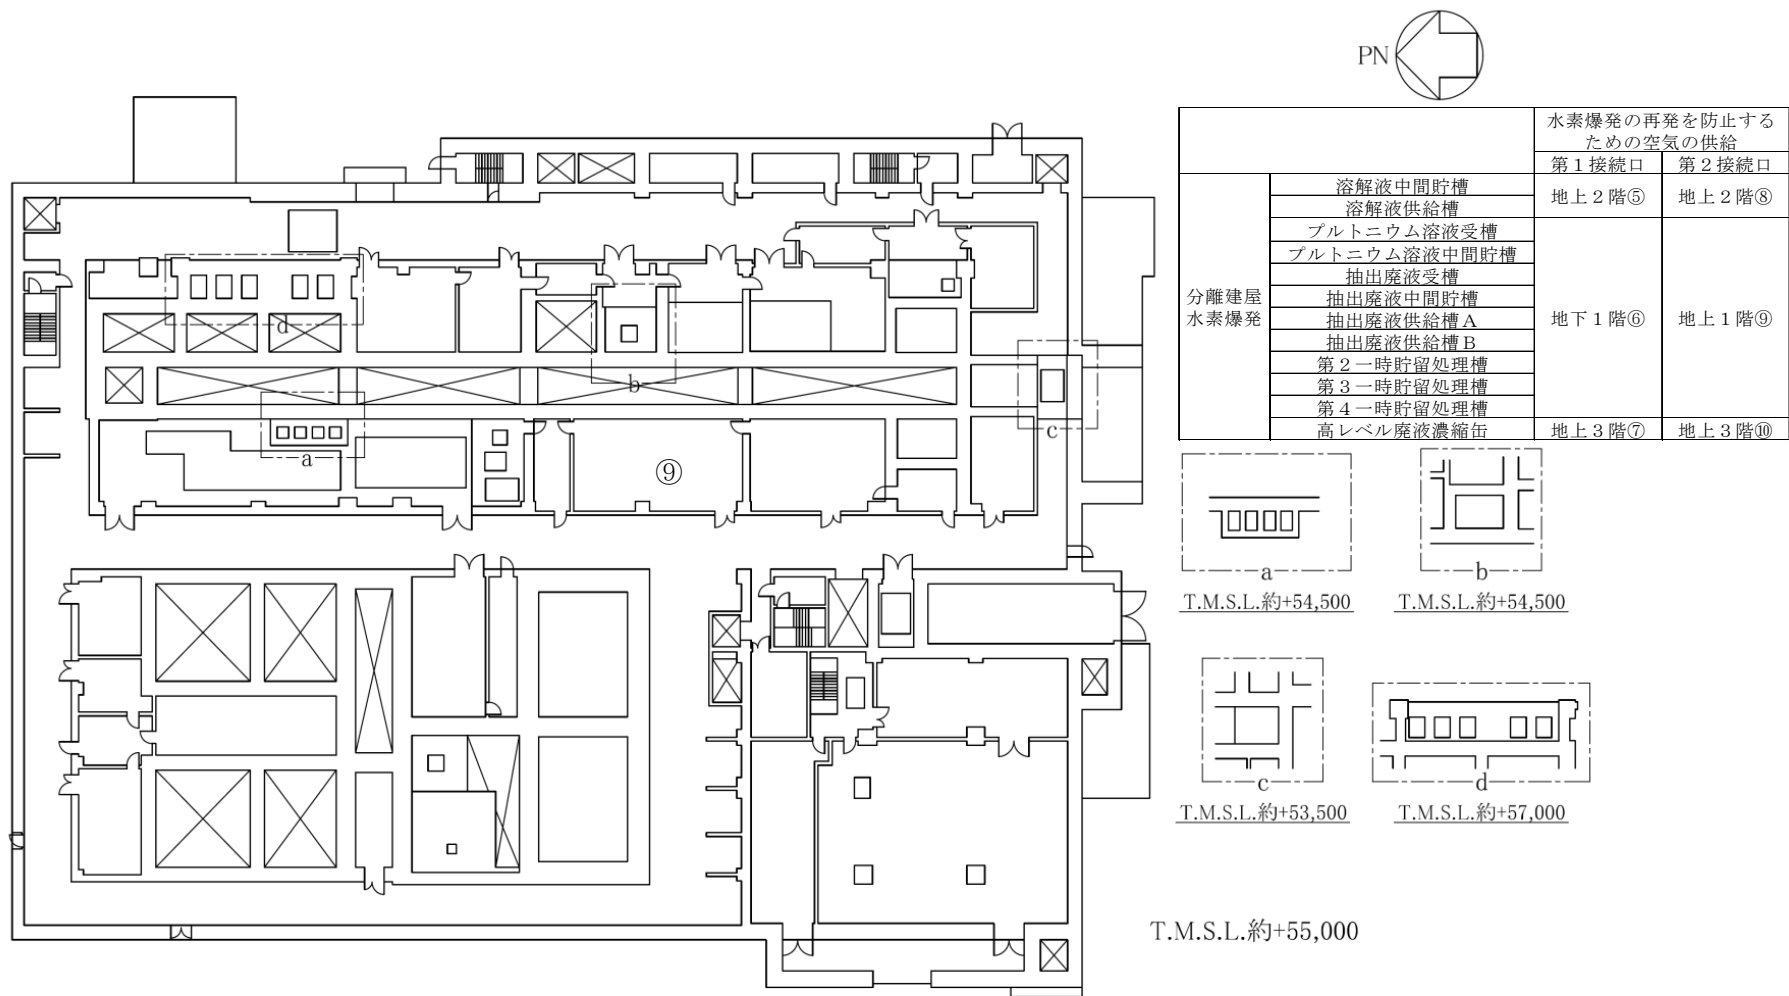 PN
水素爆発の再発を防止する
ための空気の供給
第1接続口
第2接続口
分離建屋
水素爆発
溶解液中間貯槽
溶解液供給槽
地上2階⑤
地上2階⑧
プルトニウム溶液受槽
プルトニウム溶液中間貯槽
抽出廃液受槽
抽出廃液中間貯槽
抽出廃液供給槽A
抽出廃液供給槽B
第2一時貯留処理槽
第3一時貯留処理槽
第4一時貯留処理槽
地下1階⑥
地上1階⑨
高レベル廃液濃縮缶
地上3階⑦
地上3階⑩
d
b
c
a
⑨
a
T.M.S.L.約+54,500
b
T.M.S.L.約+54,500
c
T.M.S.L.約+53,500
d
T.M.S.L.約+57,000
T.M.S.L.約+55,000